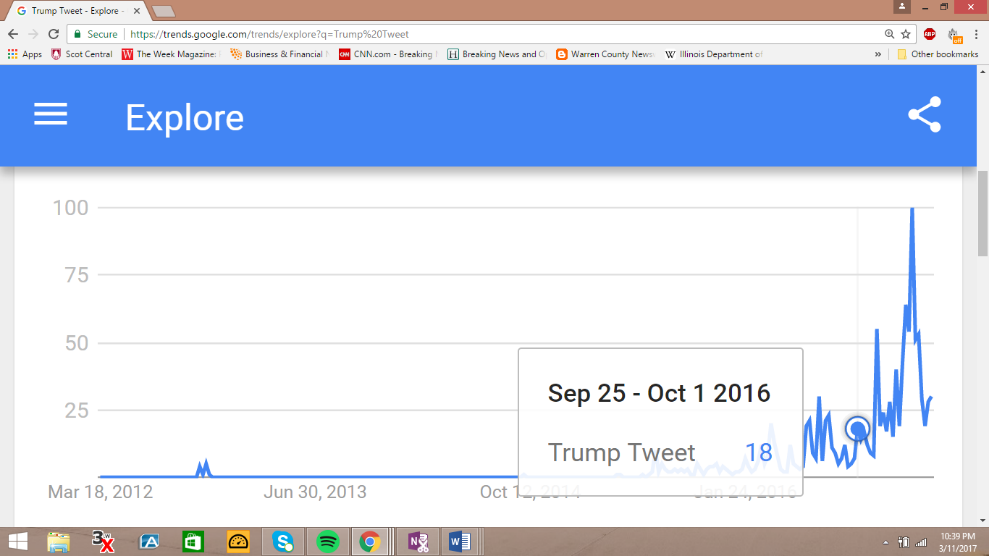 Trump Tweet - Explore -
Secure https://trends.google.com/trends/explore?q=Trump%20Tweet
Apps Scot Central The Week Magazine: Business & Financial CNN.com - Breaking Breaking News and Warren County News Illinois Department of » Other bookmarks
Explore
100
75
50
25
Sep 25 - Oct 1 2016
Trump Tweet 18
Mar 18, 2012 Jun 30, 2013 Oct 12, 2014 Jan 24, 2016
10:39 PM
3/11/2017